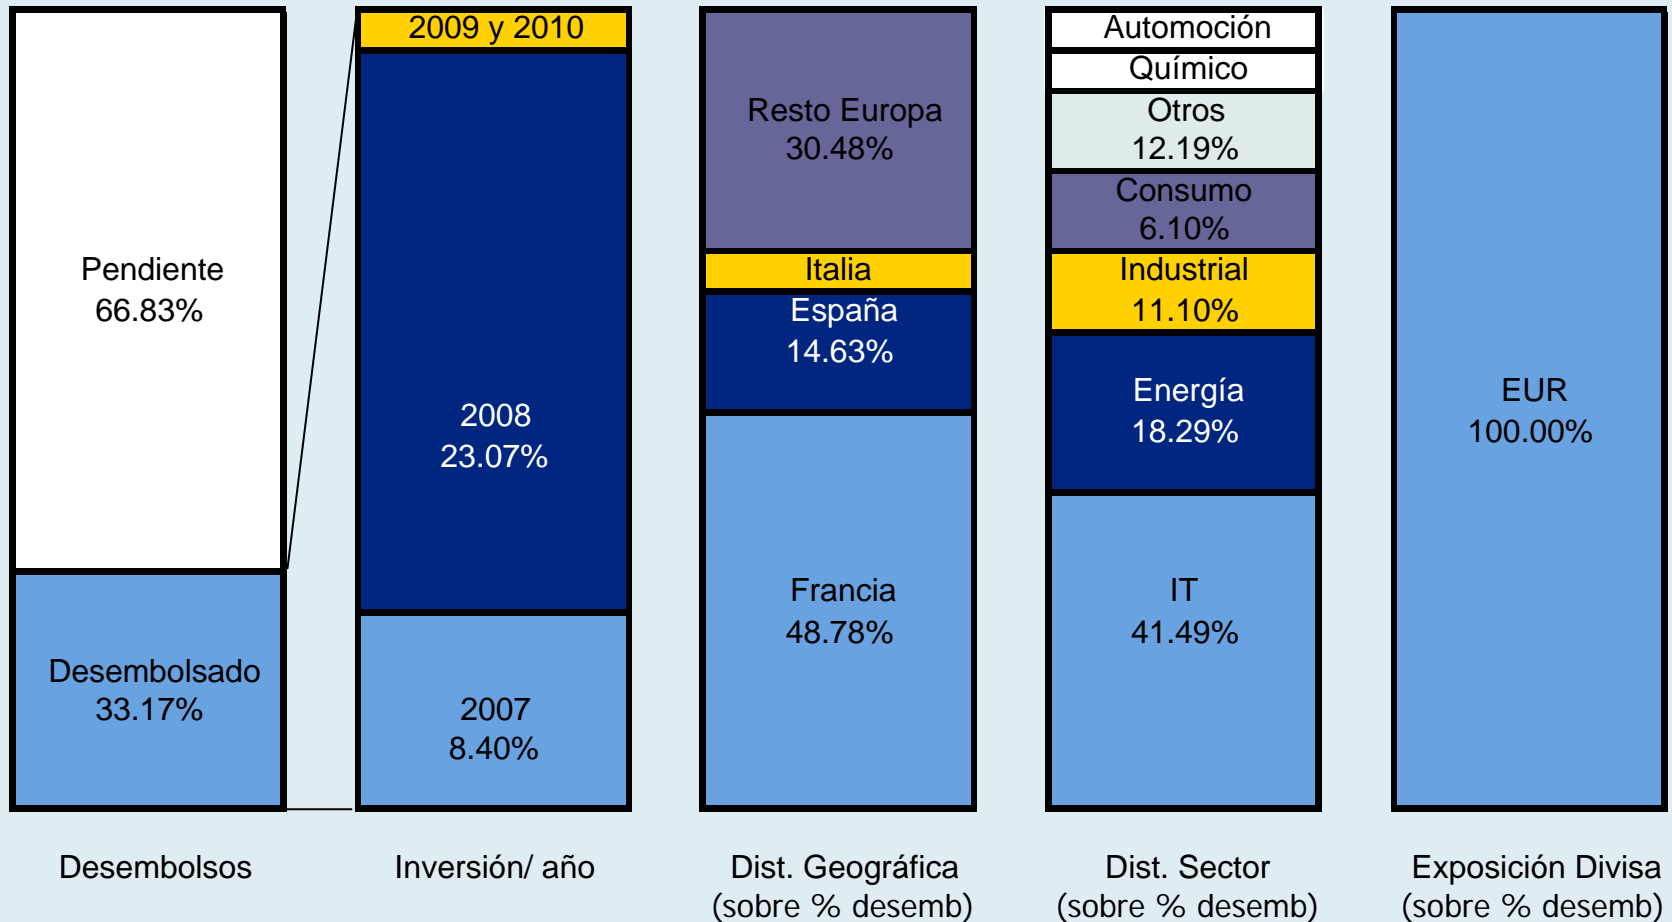 Pendiente
66.83%
Desembolsado
33.17%
Desembolsos
2009 y 2010
2008
23.07%
2007
8.40%
Inversión/ año
Resto Europa
30.48%
Italia
España
14.63%
Francia
48.78%
Dist. Geográfica
(sobre % desemb)
Automoción
Químico
Otros
12.19%
Consumo
6.10%
Industrial
11.10%
Energía
18.29%
IT
41.49%
Dist. Sector
(sobre % desemb)
EUR
100.00%
Exposición Divisa
(sobre % desemb)